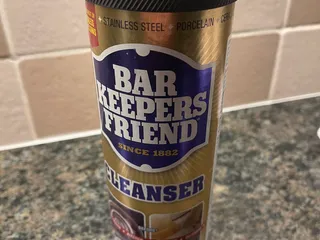 • STAINLESS STEEL • PORCELAIN •
BAR
KEEPERS
FRIEND
SINCE 1882
CLEANSER